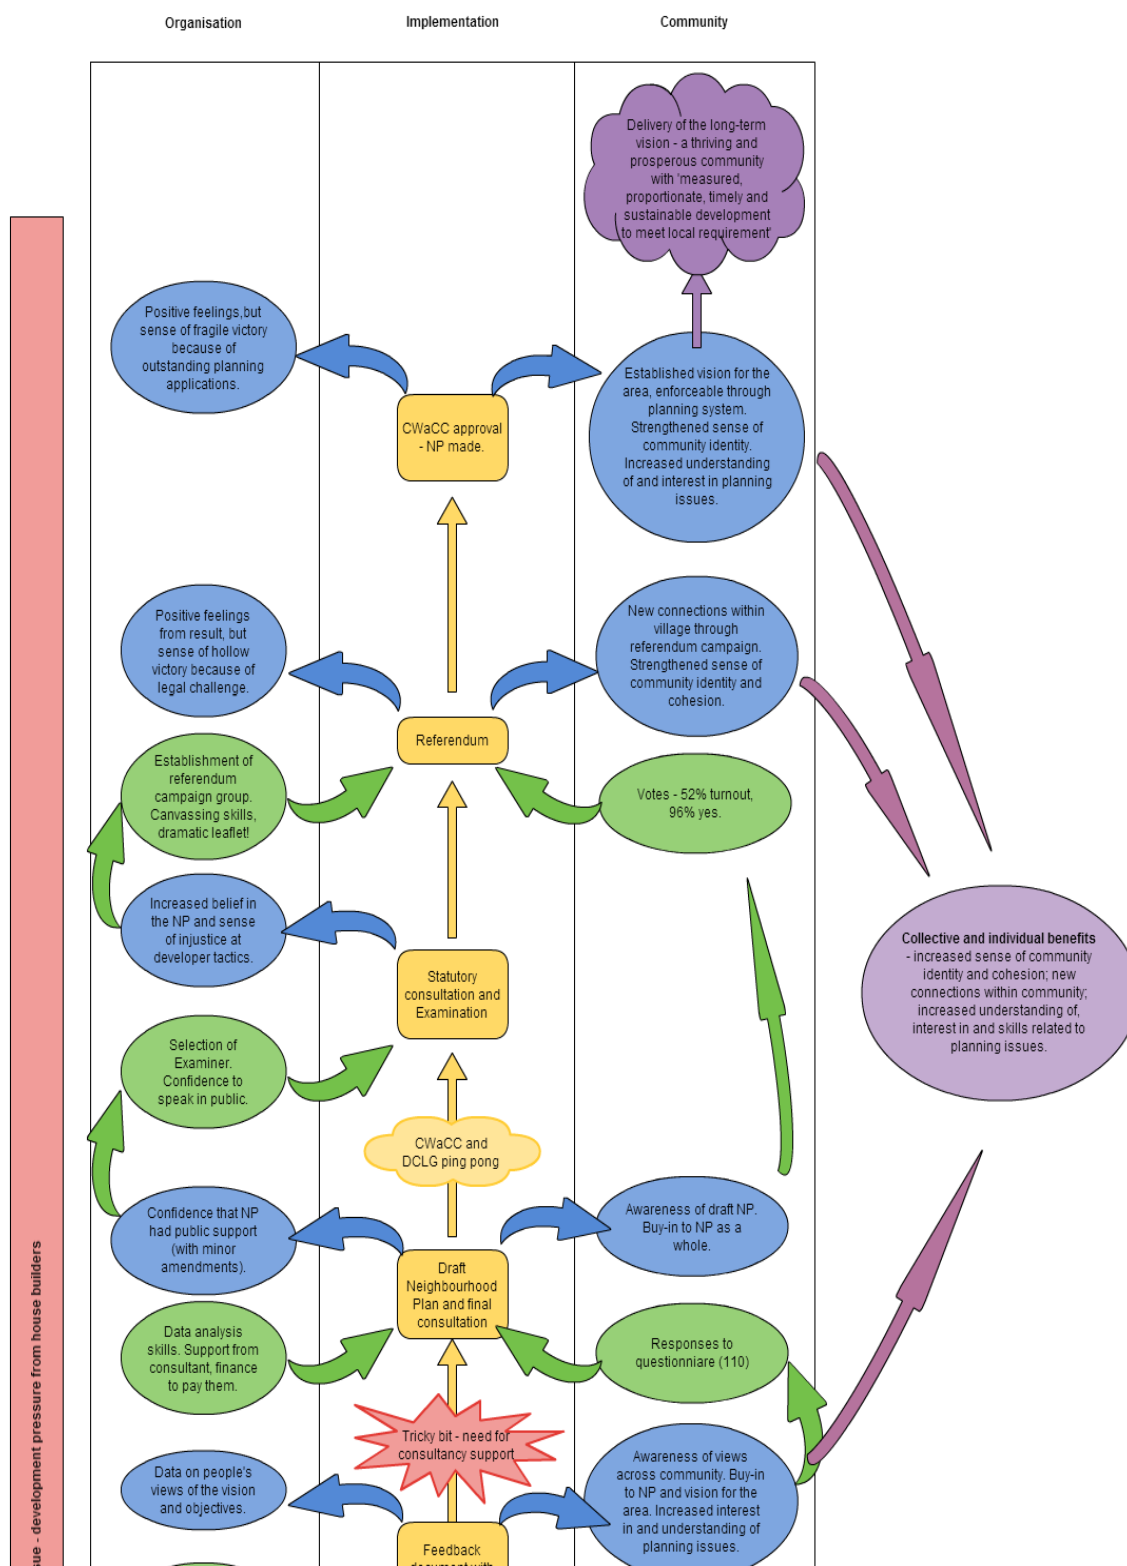 Organisation
Implementation
Community
Delivery of the long-term
vision - a thriving and
prosperous community
with 'measured,
proportionate, timely and
sustainable development
to meet local requirement'
Positive feelings,but
sense of fragile victory
because of
outstanding planning
applications.
CWaCC approval
- NP made.
Established vision for the
area, enforceable through
planning system.
Strengthened sense of
community identity.
Increased understanding
of and interest in planning
issues.
Positive feelings
from result, but
sense of hollow
victory because of
legal challenge.
New connections within
village through
referendum campaign.
Strengthened sense of
community identity and
cohesion.
Referendum
Establishment of
referendum
campaign group.
Canvassing skills,
dramatic leaflet!
Votes - 52% turnout,
96% yes.
Increased belief in
the NP and sense
of injustice at
developer tactics.
Statutory
consultation and
Examination
Collective and individual benefits
- increased sense of community
identity and cohesion; new
connections within community;
increased understanding of,
interest in and skills related to
planning issues.
Selection of
Examiner.
Confidence to
speak in public.
CWaCC and
DCLG ping pong
Confidence that NP
had public support
(with minor
amendments).
Awareness of draft NP.
Buy-in to NP as a
whole.
Draft
Neighbourhood
Plan and final
consultation
Data analysis
skills. Support from
consultant, finance
to pay them.
Responses to
questionniare (110)
Tricky bit - need for
consultancy support
Data on people's
views of the vision
and objectives.
Awareness of views
across community. Buy-in
to NP and vision for the
area. Increased interest
in and understanding of
planning issues.
Feedback
document with
sue - development pressure from house builders